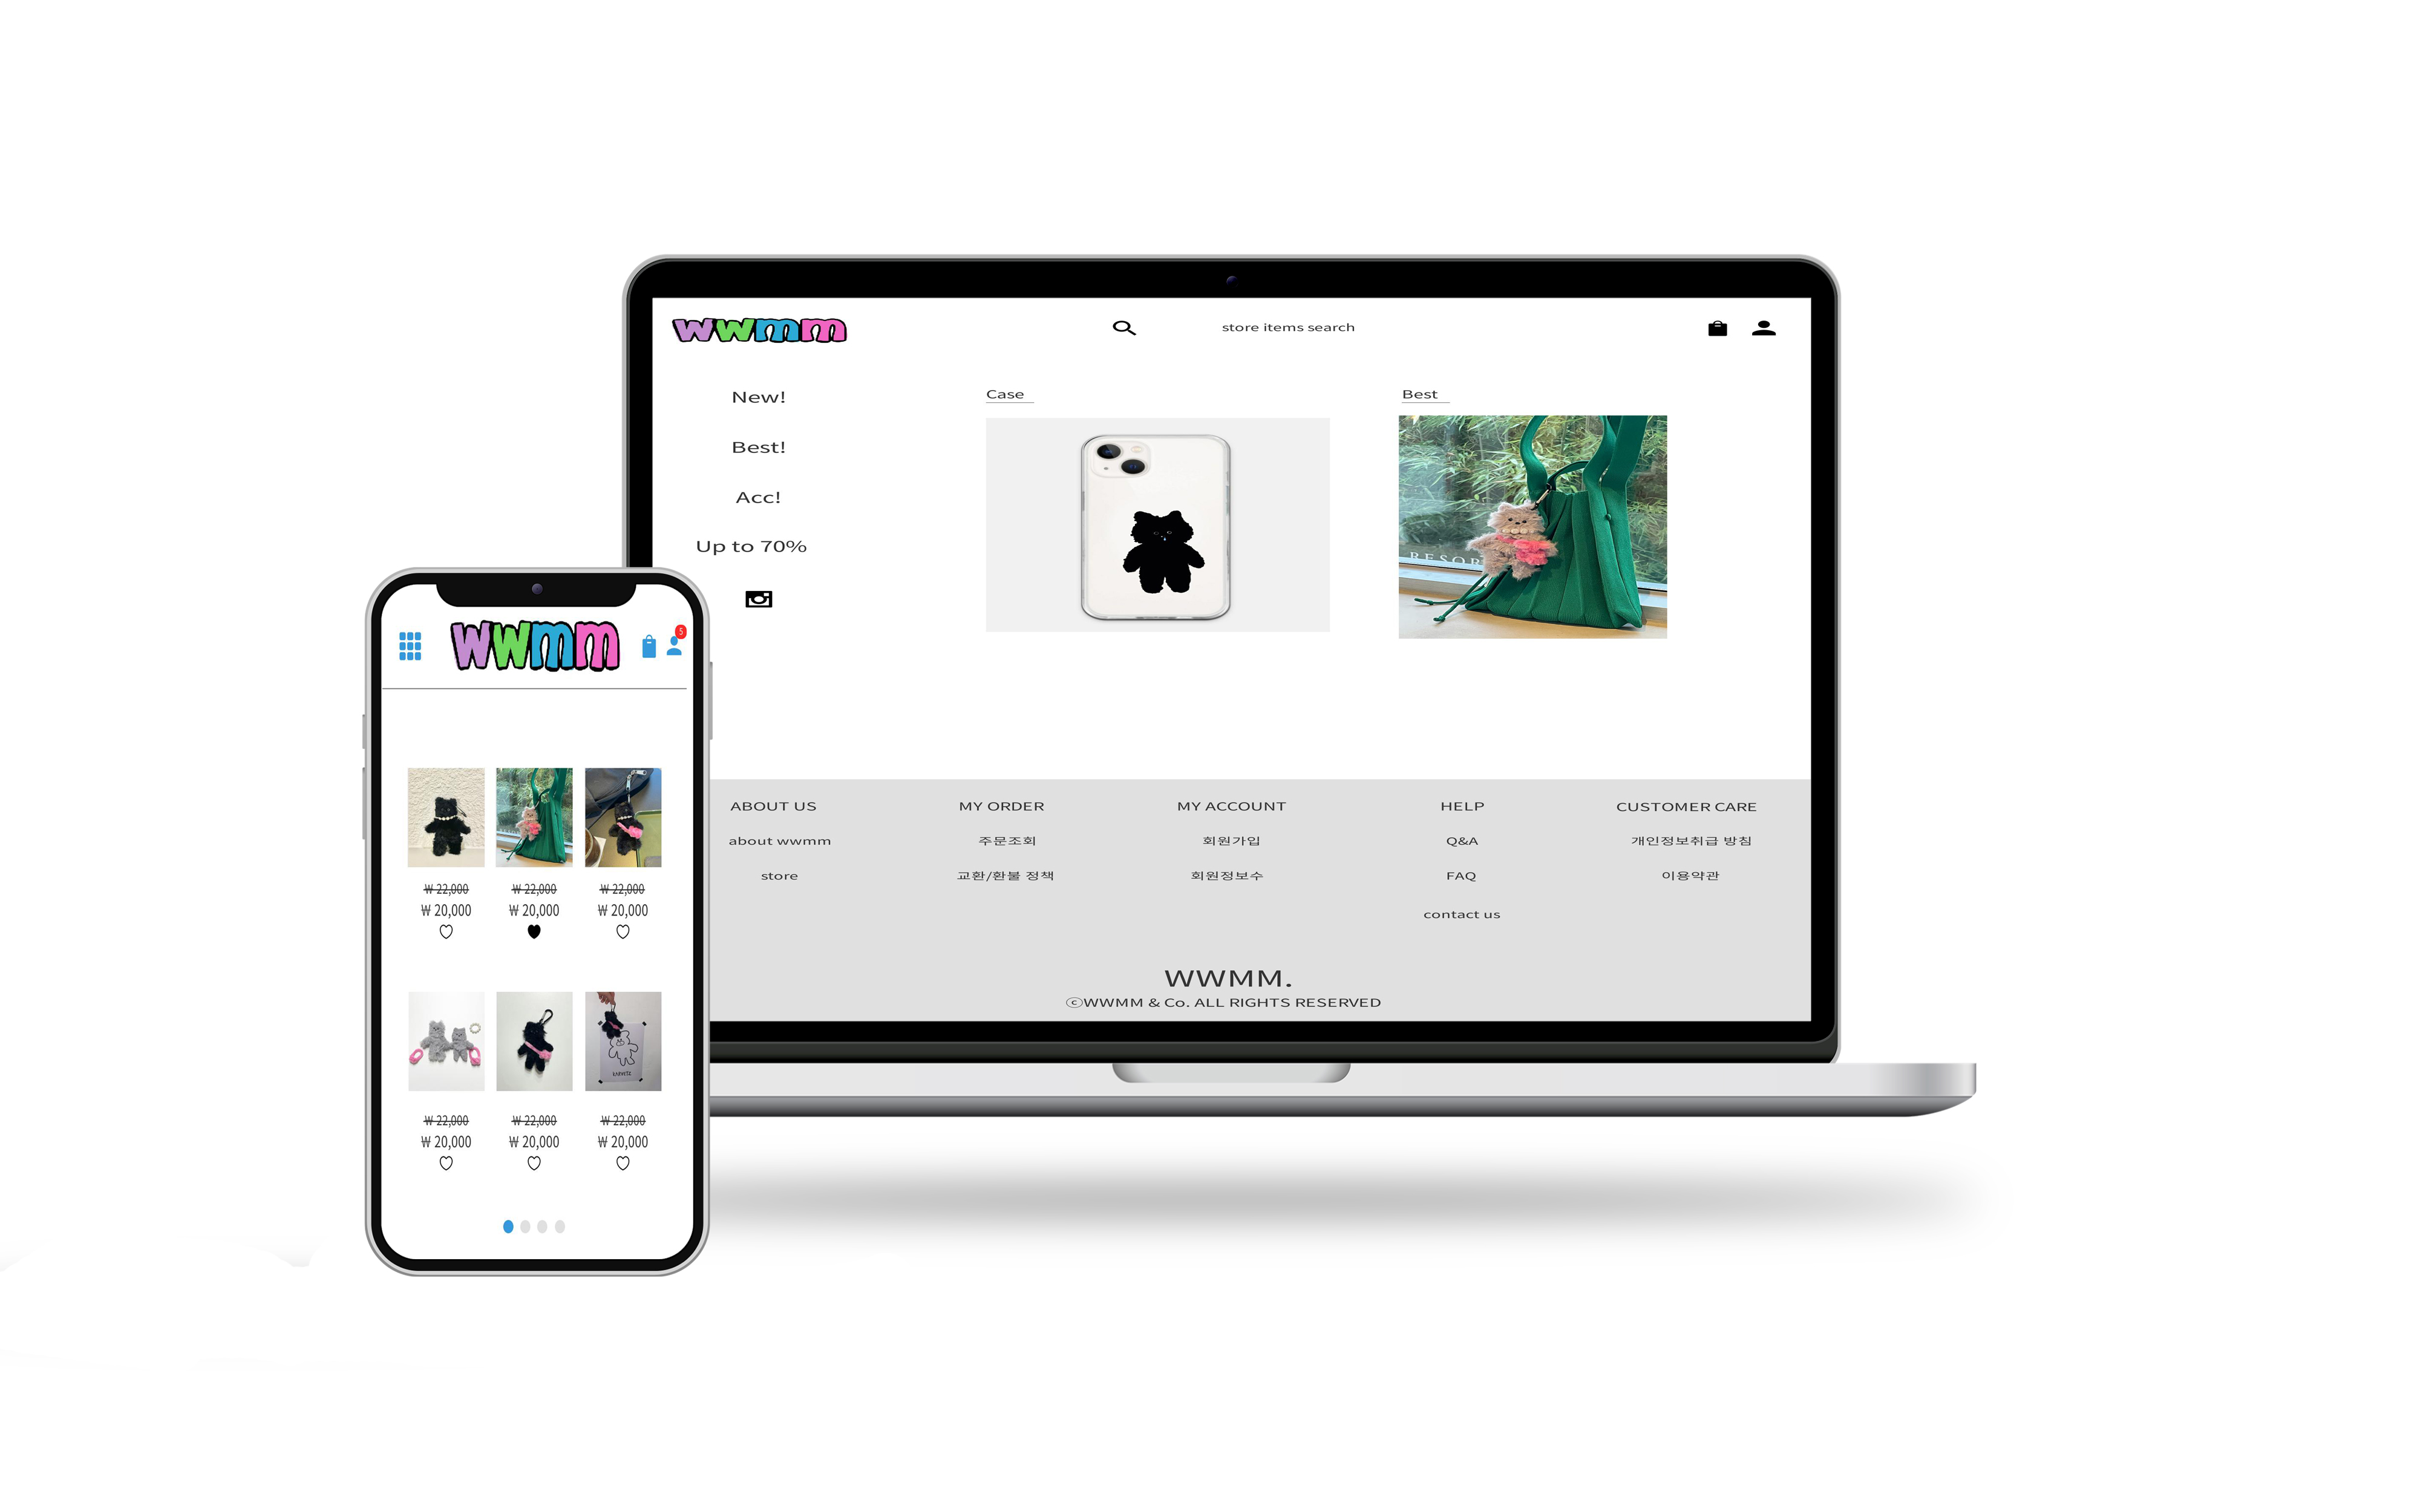 wwmm
store items search
New!
Best!
Acc!
Up to 70%
Case
Best
RESOR
ABOUT US
about wwmm
store
MY ORDER
주문조회
교환/환불 정책
MY ACCOUNT
회원가입
회원정보수
HELP
Q&A
FAQ
contact us
CUSTOMER CARE
개인정보취급 방침
이용약관
WWMM.
ⓒWWMM & Co. ALL RIGHTS RESERVED
wwmm
5
₩ 22,000 ₩ 22,000 ₩ 22,000
₩ 20,000 ₩ 20,000 ₩ 20,000
₩ 22,000 ₩ 22,000 ₩ 22,000
₩ 20,000 ₩ 20,000 ₩ 20,000